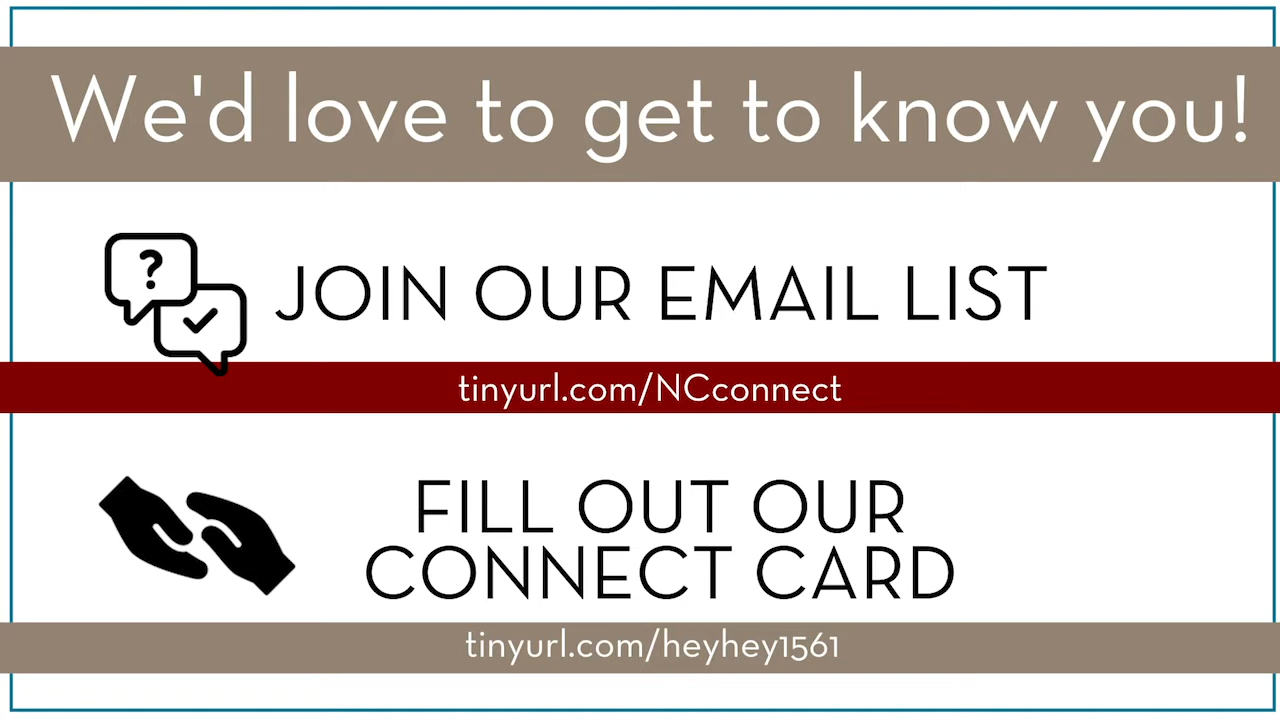 We'd love to get to know you!
?
JOIN OUR EMAIL LIST
tinyurl.com/NCconnect
FILL OUT OUR
CONNECT CARD
tinyurl.com/heyhey1561